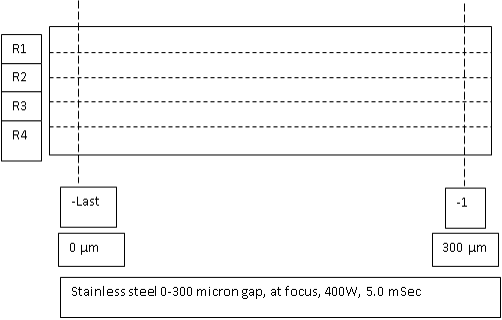 R1
R2
R3
R4
-Last
-1
0 µm
300 µm
Stainless steel 0-300 micron gap, at focus, 400W, 5.0 mSec